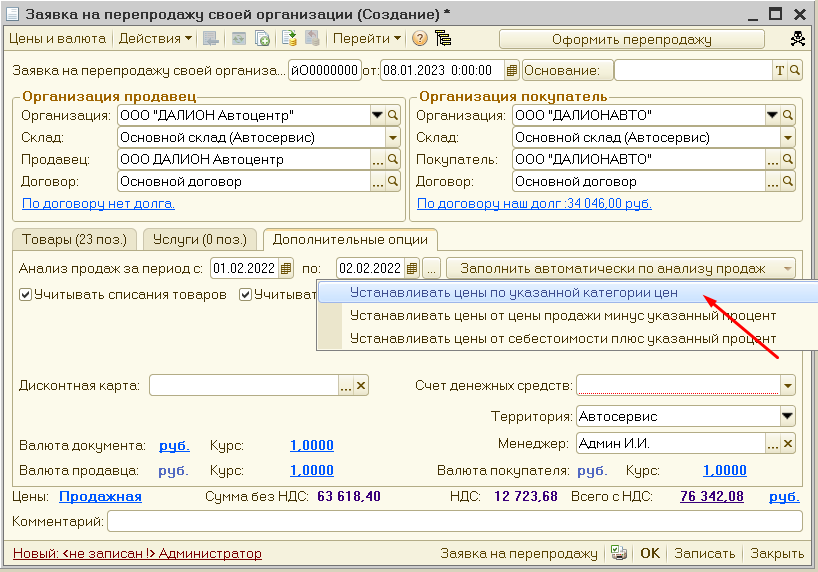 Заявка на перепродажу своей организации (Создание) *
Цены и валюта Действия Перейти Оформить перепродажу
Заявка на перепродажу своей организа... йО0000000 от: 08.01.2023 0:00:00 Основание: T
Организация продавец Организация покупатель
Организация: ООО "ДАЛИОН Автоцентр" Организация: ООО "ДАЛИОНАВТО"
Склад: Основной склад (Автосервис) Склад: Основной склад (Автосервис)
Продавец: ООО ДАЛИОН Автоцентр ... Покупатель: ООО "ДАЛИОНАВТО" ...
Договор: Основной договор ... Договор: Основной договор ...
По договору нет долга. По договору наш долг :34 046,00 руб.
Товары (23 поз.) Услуги (0 поз.) Дополнительные опции
Анализ продаж за период с: 01.02.2022 по: 02.02.2022 ... Заполнить автоматически по анализу продаж
Учитывать списания товаров Учитыват Устанавливать цены по указанной категории цен
Устанавливать цены от цены продажи минус указанный процент
Устанавливать цены от себестоимости плюс указанный процент
Дисконтная карта: ... Счет денежных средств:
Территория: Автосервис
Валюта документа: руб. Курс: 1,0000 Менеджер: Админ И.И. ...
Валюта продавца: руб. Курс: 1,0000 Валюта покупателя: руб. Курс: 1,0000
Цены: Продажная Сумма без НДС: 63 618,40 НДС: 12 723,68 Всего с НДС: 76 342,08 руб.
Комментарий:
Новый: <не записан !> Администратор Заявка на перепродажу OK Записать Закрыть